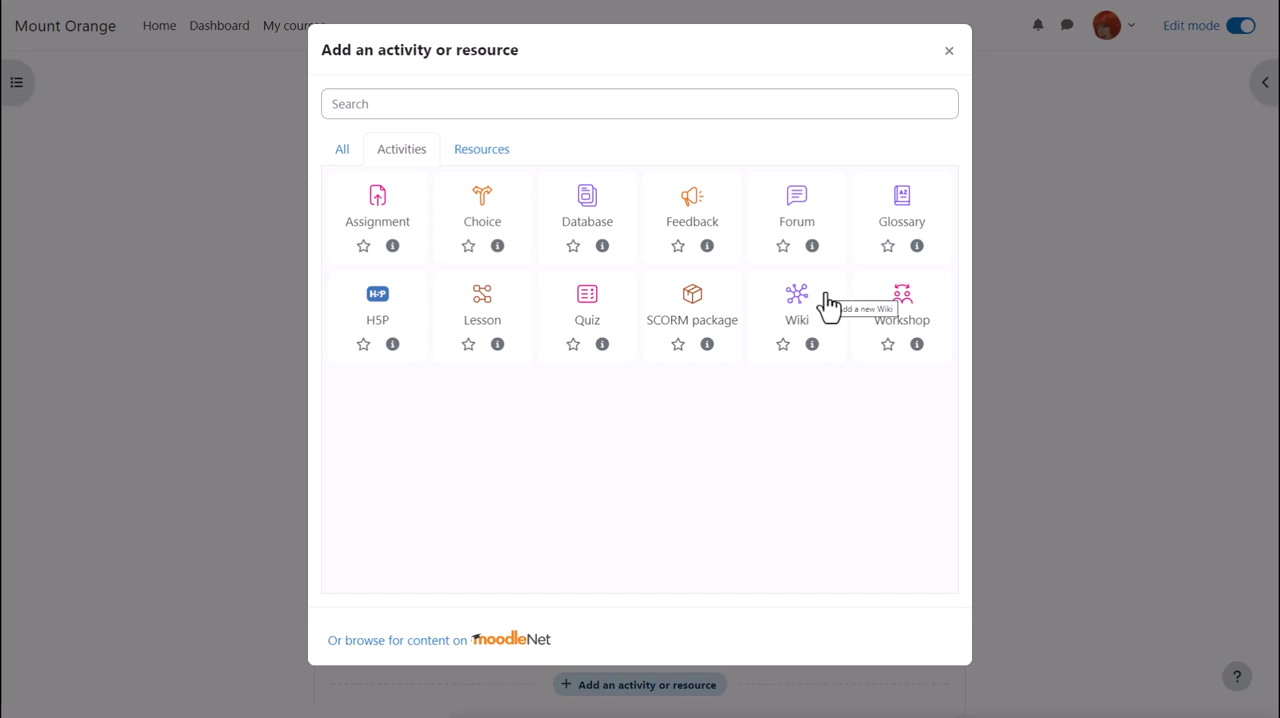 Mount Orange
Home
Dashboard
My cour
Edit mode
Add an activity or resource
×
Search
All
Activities
Resources
Assignment
Choice
Database
Feedback
Forum
Glossary
H5P
Lesson
Quiz
SCORM package
Wiki
Workshop
dd a new Wiki
Or browse for content on moodleNet
+ Add an activity or resource
?